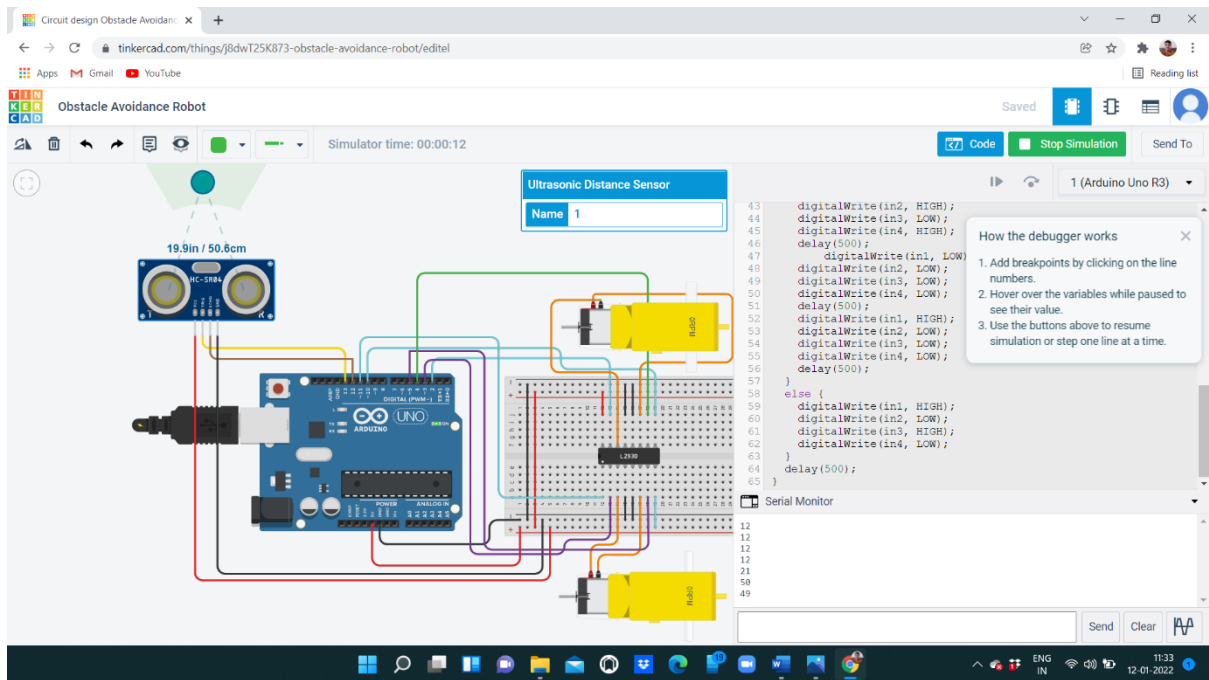 Circuit design Obstacle Avoidanc
tinkercad.com/things/j8dwT25K873-obstacle-avoidance-robot/editel
Apps
Gmail
YouTube
Reading list
TIN
KER
CAD
Obstacle Avoidance Robot
Saved
Simulator time: 00:00:12
Code
Stop Simulation
Send To
1 (Arduino Uno R3)
Ultrasonic Distance Sensor
Name 1
19.9in / 50.6cm
HC-SR04
T
R
DIGITAL (PWM~)
UNO
ARDUINO
POWER
ANALOG IN
L293D
0RPM
0RPM
43 digitalWrite(in2, HIGH);
44 digitalWrite(in3, LOW);
45 digitalWrite(in4, HIGH);
46 delay(500);
47 digitalWrite(in1, LOW)
48 digitalWrite(in2, LOW);
49 digitalWrite(in3, LOW);
50 digitalWrite(in4, LOW);
51 delay(500);
52 digitalWrite(in1, HIGH);
53 digitalWrite(in2, LOW);
54 digitalWrite(in3, LOW);
55 digitalWrite(in4, LOW);
56 delay(500);
57 }
58 else {
59 digitalWrite(in1, HIGH);
60 digitalWrite(in2, LOW);
61 digitalWrite(in3, HIGH);
62 digitalWrite(in4, LOW);
63 }
64 delay(500);
65 }
How the debugger works
1. Add breakpoints by clicking on the line
numbers.
2. Hover over the variables while paused to
see their value.
3. Use the buttons above to resume
simulation or step one line at a time.
Serial Monitor
12
12
12
12
21
50
49
Send
Clear
19
ENG
IN
11:33
12-01-2022
1